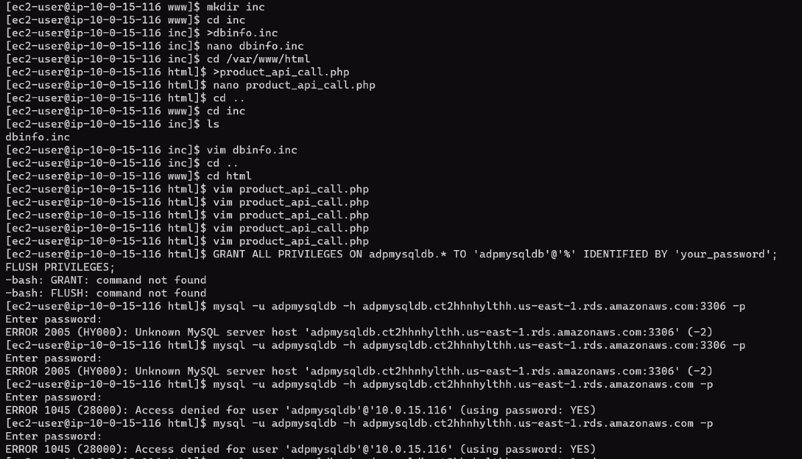 [ec2-user@ip-10-0-15-116 www]$ mkdir inc
[ec2-user@ip-10-0-15-116 www]$ cd inc
[ec2-user@ip-10-0-15-116 inc]$ >dbinfo.inc
[ec2-user@ip-10-0-15-116 inc]$ nano dbinfo.inc
[ec2-user@ip-10-0-15-116 inc]$ cd /var/www/html
[ec2-user@ip-10-0-15-116 html]$ >product_api_call.php
[ec2-user@ip-10-0-15-116 html]$ nano product_api_call.php
[ec2-user@ip-10-0-15-116 html]$ cd ..
[ec2-user@ip-10-0-15-116 www]$ cd inc
[ec2-user@ip-10-0-15-116 inc]$ ls
dbinfo.inc
[ec2-user@ip-10-0-15-116 inc]$ vim dbinfo.inc
[ec2-user@ip-10-0-15-116 inc]$ cd ..
[ec2-user@ip-10-0-15-116 www]$ cd html
[ec2-user@ip-10-0-15-116 html]$ vim product_api_call.php
[ec2-user@ip-10-0-15-116 html]$ vim product_api_call.php
[ec2-user@ip-10-0-15-116 html]$ vim product_api_call.php
[ec2-user@ip-10-0-15-116 html]$ vim product_api_call.php
[ec2-user@ip-10-0-15-116 html]$ vim product_api_call.php
[ec2-user@ip-10-0-15-116 html]$ GRANT ALL PRIVILEGES ON adpmysqldb.* TO 'adpmysqldb'@'%' IDENTIFIED BY 'your_password';
FLUSH PRIVILEGES;
-bash: GRANT: command not found
-bash: FLUSH: command not found
[ec2-user@ip-10-0-15-116 html]$ mysql -u adpmysqldb -h adpmysqldb.ct2hhnhylthh.us-east-1.rds.amazonaws.com:3306 -p
Enter password:
ERROR 2005 (HY000): Unknown MySQL server host 'adpmysqldb.ct2hhnhylthh.us-east-1.rds.amazonaws.com:3306' (-2)
[ec2-user@ip-10-0-15-116 html]$ mysql -u adpmysqldb -h adpmysqldb.ct2hhnhylthh.us-east-1.rds.amazonaws.com:3306 -p
Enter password:
ERROR 2005 (HY000): Unknown MySQL server host 'adpmysqldb.ct2hhnhylthh.us-east-1.rds.amazonaws.com:3306' (-2)
[ec2-user@ip-10-0-15-116 html]$ mysql -u adpmysqldb -h adpmysqldb.ct2hhnhylthh.us-east-1.rds.amazonaws.com -p
Enter password:
ERROR 1045 (28000): Access denied for user 'adpmysqldb'@'10.0.15.116' (using password: YES)
[ec2-user@ip-10-0-15-116 html]$ mysql -u adpmysqldb -h adpmysqldb.ct2hhnhylthh.us-east-1.rds.amazonaws.com -p
Enter password:
ERROR 1045 (28000): Access denied for user 'adpmysqldb'@'10.0.15.116' (using password: YES)